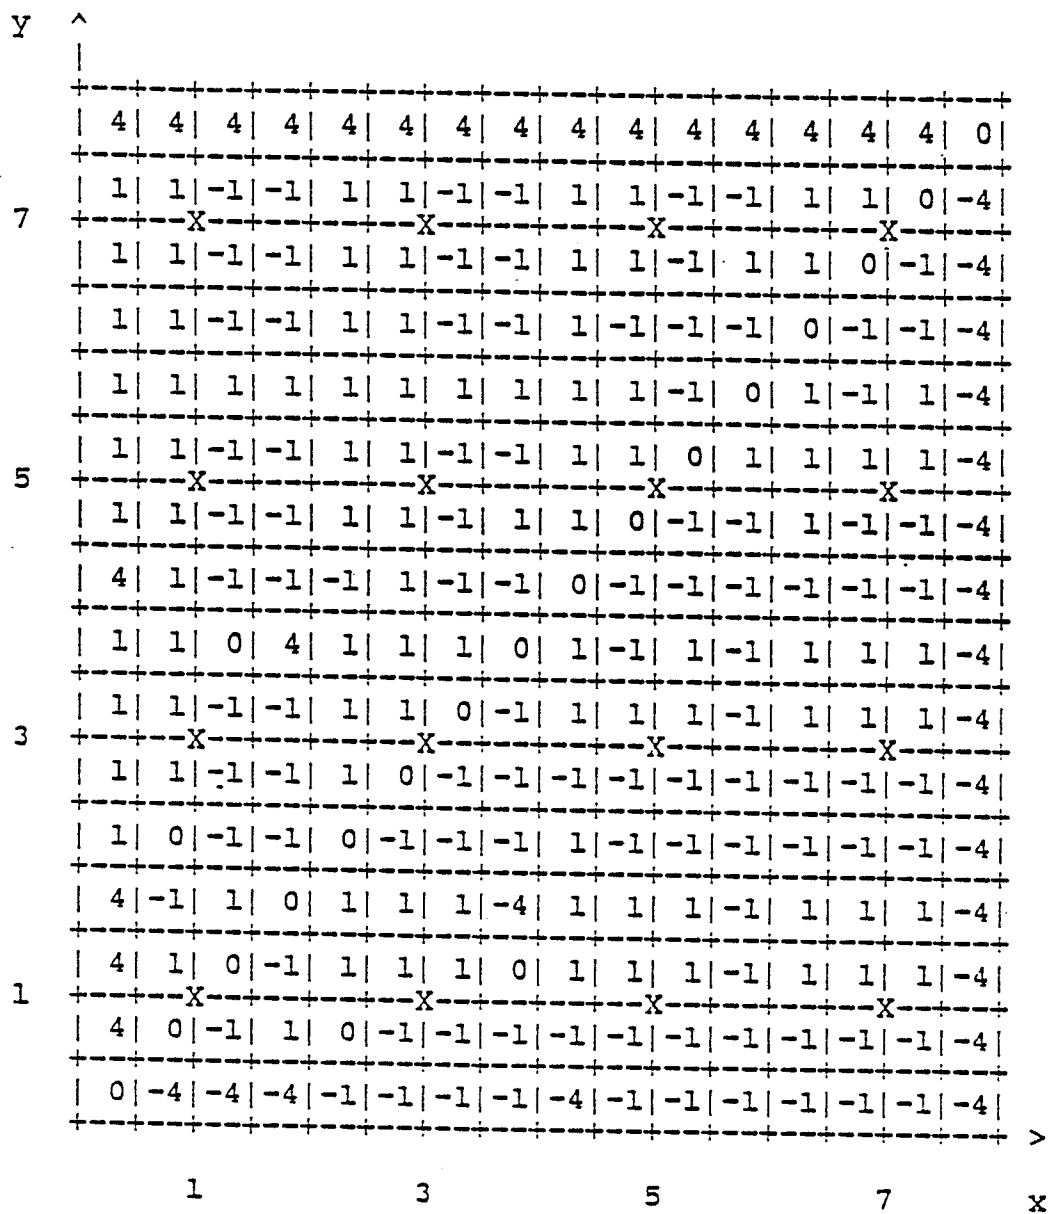 y ^
|
+---+---+---+---+---+---+---+---+---+---+---+---+---+---+---+---+
| 4| 4| 4| 4| 4| 4| 4| 4| 4| 4| 4| 4| 4| 4| 4| 0|
+---+---+---+---+---+---+---+---+---+---+---+---+---+---+---+---+
| 1| 1|-1|-1| 1| 1|-1|-1| 1| 1|-1|-1| 1| 1| 0|-4|
7 +-------X---------------X---------------X---------------X-------
| 1| 1|-1|-1| 1| 1|-1|-1| 1| 1|-1| 1| 1| 0|-1|-4|
+---+---+---+---+---+---+---+---+---+---+---+---+---+---+---+---+
| 1| 1|-1|-1| 1| 1|-1|-1| 1|-1|-1|-1| 0|-1|-1|-4|
+---+---+---+---+---+---+---+---+---+---+---+---+---+---+---+---+
| 1| 1| 1| 1| 1| 1| 1| 1| 1| 1|-1| 0| 1|-1| 1|-4|
+---+---+---+---+---+---+---+---+---+---+---+---+---+---+---+---+
| 1| 1|-1|-1| 1| 1|-1|-1| 1| 1| 0| 1| 1| 1| 1|-4|
5 +-------X---------------X---------------X---------------X-------
| 1| 1|-1|-1| 1| 1|-1| 1| 1| 0|-1|-1| 1|-1|-1|-4|
+---+---+---+---+---+---+---+---+---+---+---+---+---+---+---+---+
| 4| 1|-1|-1|-1| 1|-1|-1| 0|-1|-1|-1|-1|-1|-1|-4|
+---+---+---+---+---+---+---+---+---+---+---+---+---+---+---+---+
| 1| 1| 0| 4| 1| 1| 1| 0| 1|-1| 1|-1| 1| 1| 1|-4|
+---+---+---+---+---+---+---+---+---+---+---+---+---+---+---+---+
| 1| 1|-1|-1| 1| 1| 0|-1| 1| 1| 1|-1| 1| 1| 1|-4|
3 +-------X---------------X---------------X---------------X-------
| 1| 1|-1|-1| 1| 0|-1|-1|-1|-1|-1|-1|-1|-1|-1|-4|
+---+---+---+---+---+---+---+---+---+---+---+---+---+---+---+---+
| 1| 0|-1|-1| 0|-1|-1|-1| 1|-1|-1|-1|-1|-1|-1|-4|
+---+---+---+---+---+---+---+---+---+---+---+---+---+---+---+---+
| 4|-1| 1| 0| 1| 1| 1|-4| 1| 1| 1|-1| 1| 1| 1|-4|
+---+---+---+---+---+---+---+---+---+---+---+---+---+---+---+---+
| 4| 1| 0|-1| 1| 1| 1| 0| 1| 1| 1|-1| 1| 1| 1|-4|
1 +-------X---------------X---------------X---------------X-------
| 4| 0|-1| 1| 0|-1|-1|-1|-1|-1|-1|-1|-1|-1|-1|-4|
+---+---+---+---+---+---+---+---+---+---+---+---+---+---+---+---+
| 0|-4|-4|-4|-1|-1|-1|-1|-4|-1|-1|-1|-1|-1|-1|-4|
+---+---+---+---+---+---+---+---+---+---+---+---+---+---+---+---+ >
1 3 5 7 x